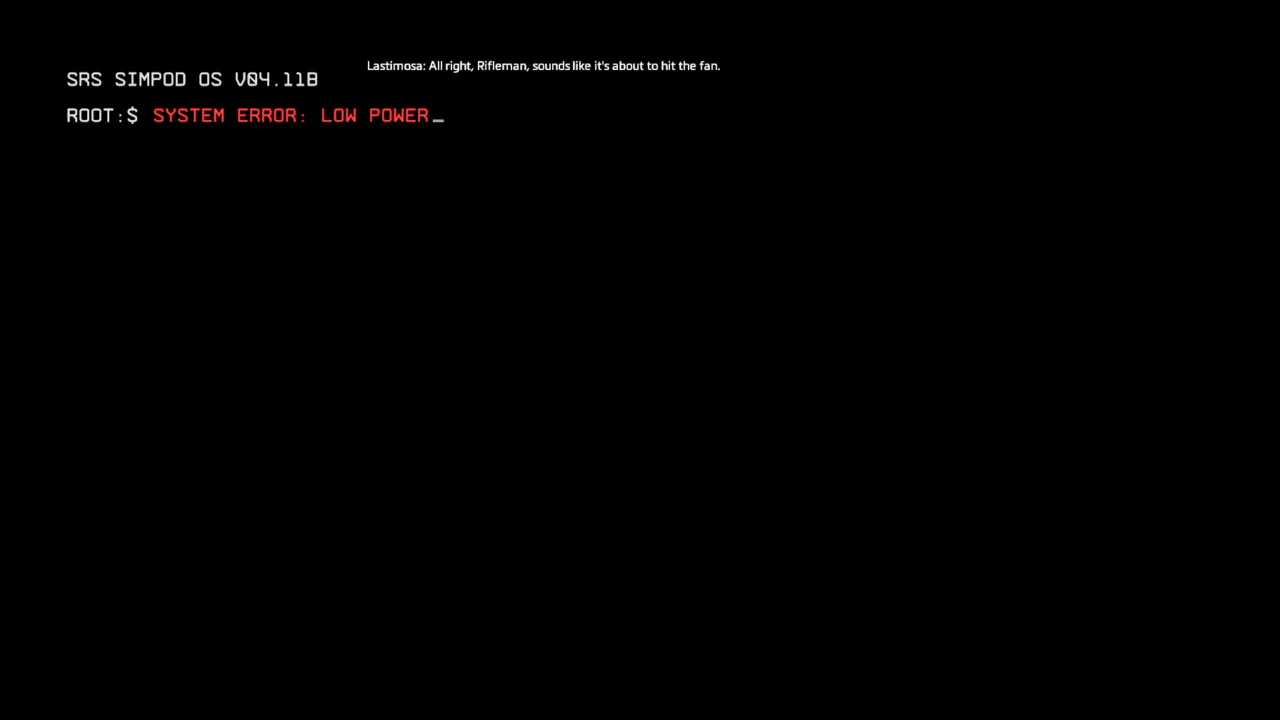 Lastimosa: All right, Rifleman, sounds like it's about to hit the fan.
SRS SIMPOD OS V04.11B
ROOT:$ SYSTEM ERROR: LOW POWER_